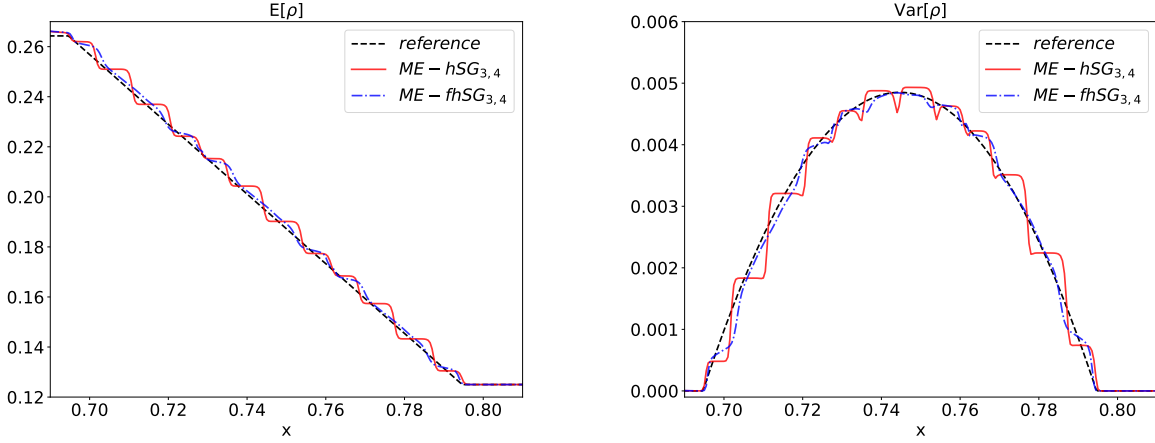 E[ρ]
0.26
0.24
0.22
0.20
0.18
0.16
0.14
0.12
0.70
0.72
0.74
0.76
0.78
0.80
x
reference
ME − hSG3,4
ME − fhSG3,4
Var[ρ]
0.006
0.005
0.004
0.003
0.002
0.001
0.000
0.70
0.72
0.74
0.76
0.78
0.80
x
reference
ME − hSG3,4
ME − fhSG3,4